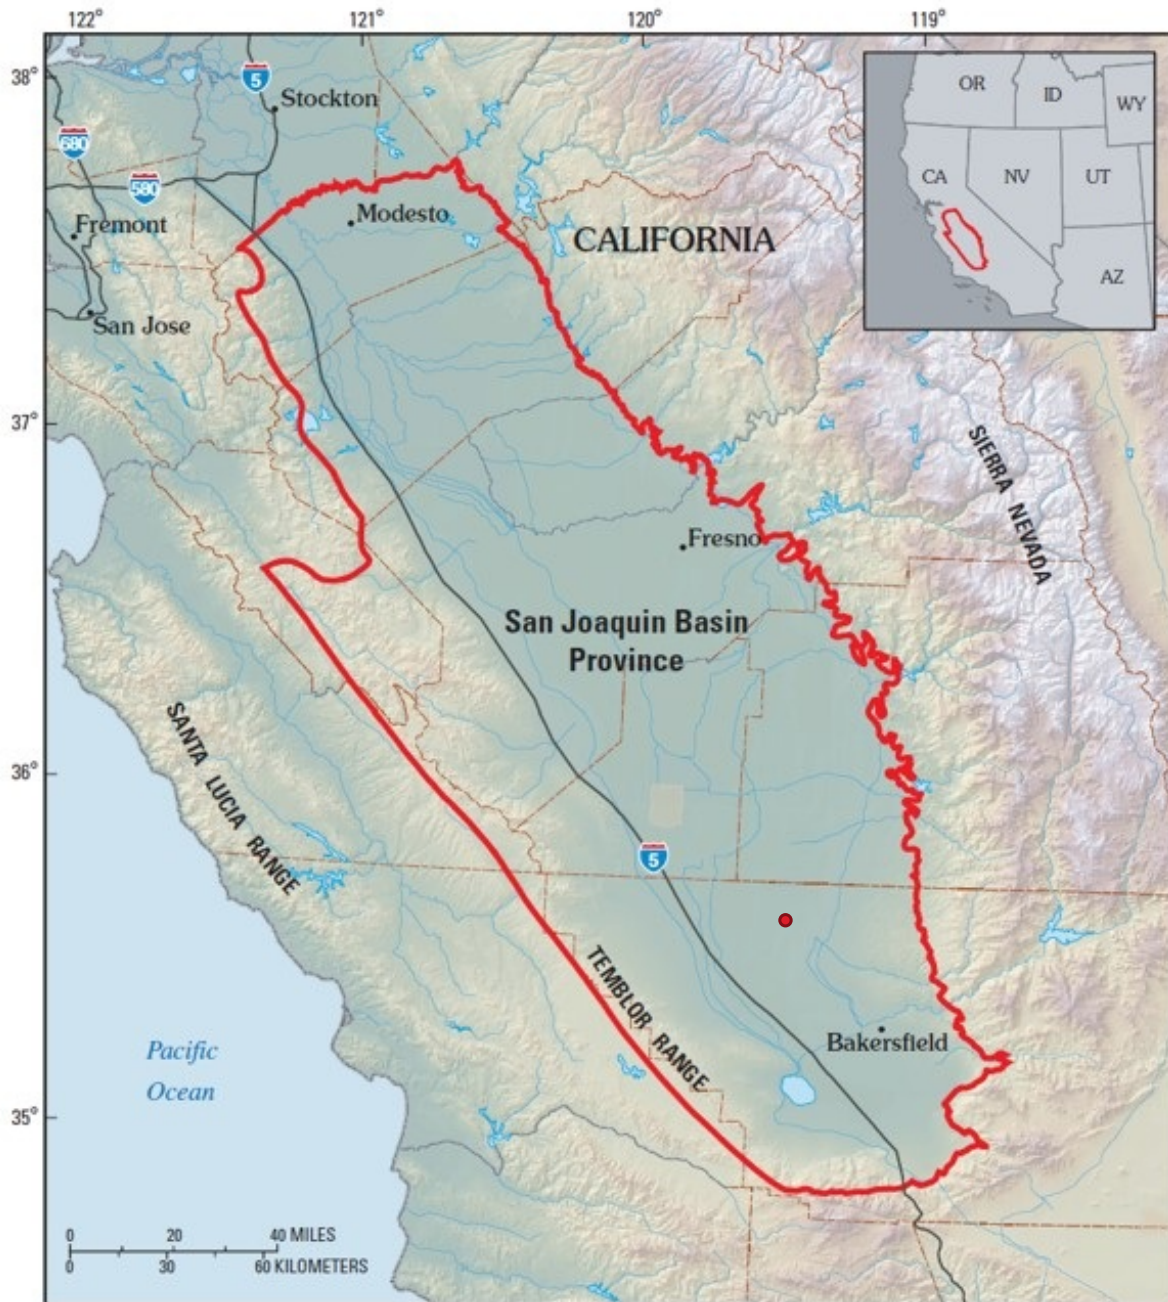 122°
121°
120°
119°
38°
37°
36°
35°
5
Stockton
680
580
Fremont
Modesto
San Jose
CALIFORNIA
OR
ID
WY
CA
NV
UT
AZ
SIERRA NEVADA
Fresno
San Joaquin Basin
Province
SANTA LUCIA RANGE
5
TEMBLOR RANGE
Bakersfield
Pacific
Ocean
0 20 40 MILES
0 30 60 KILOMETERS